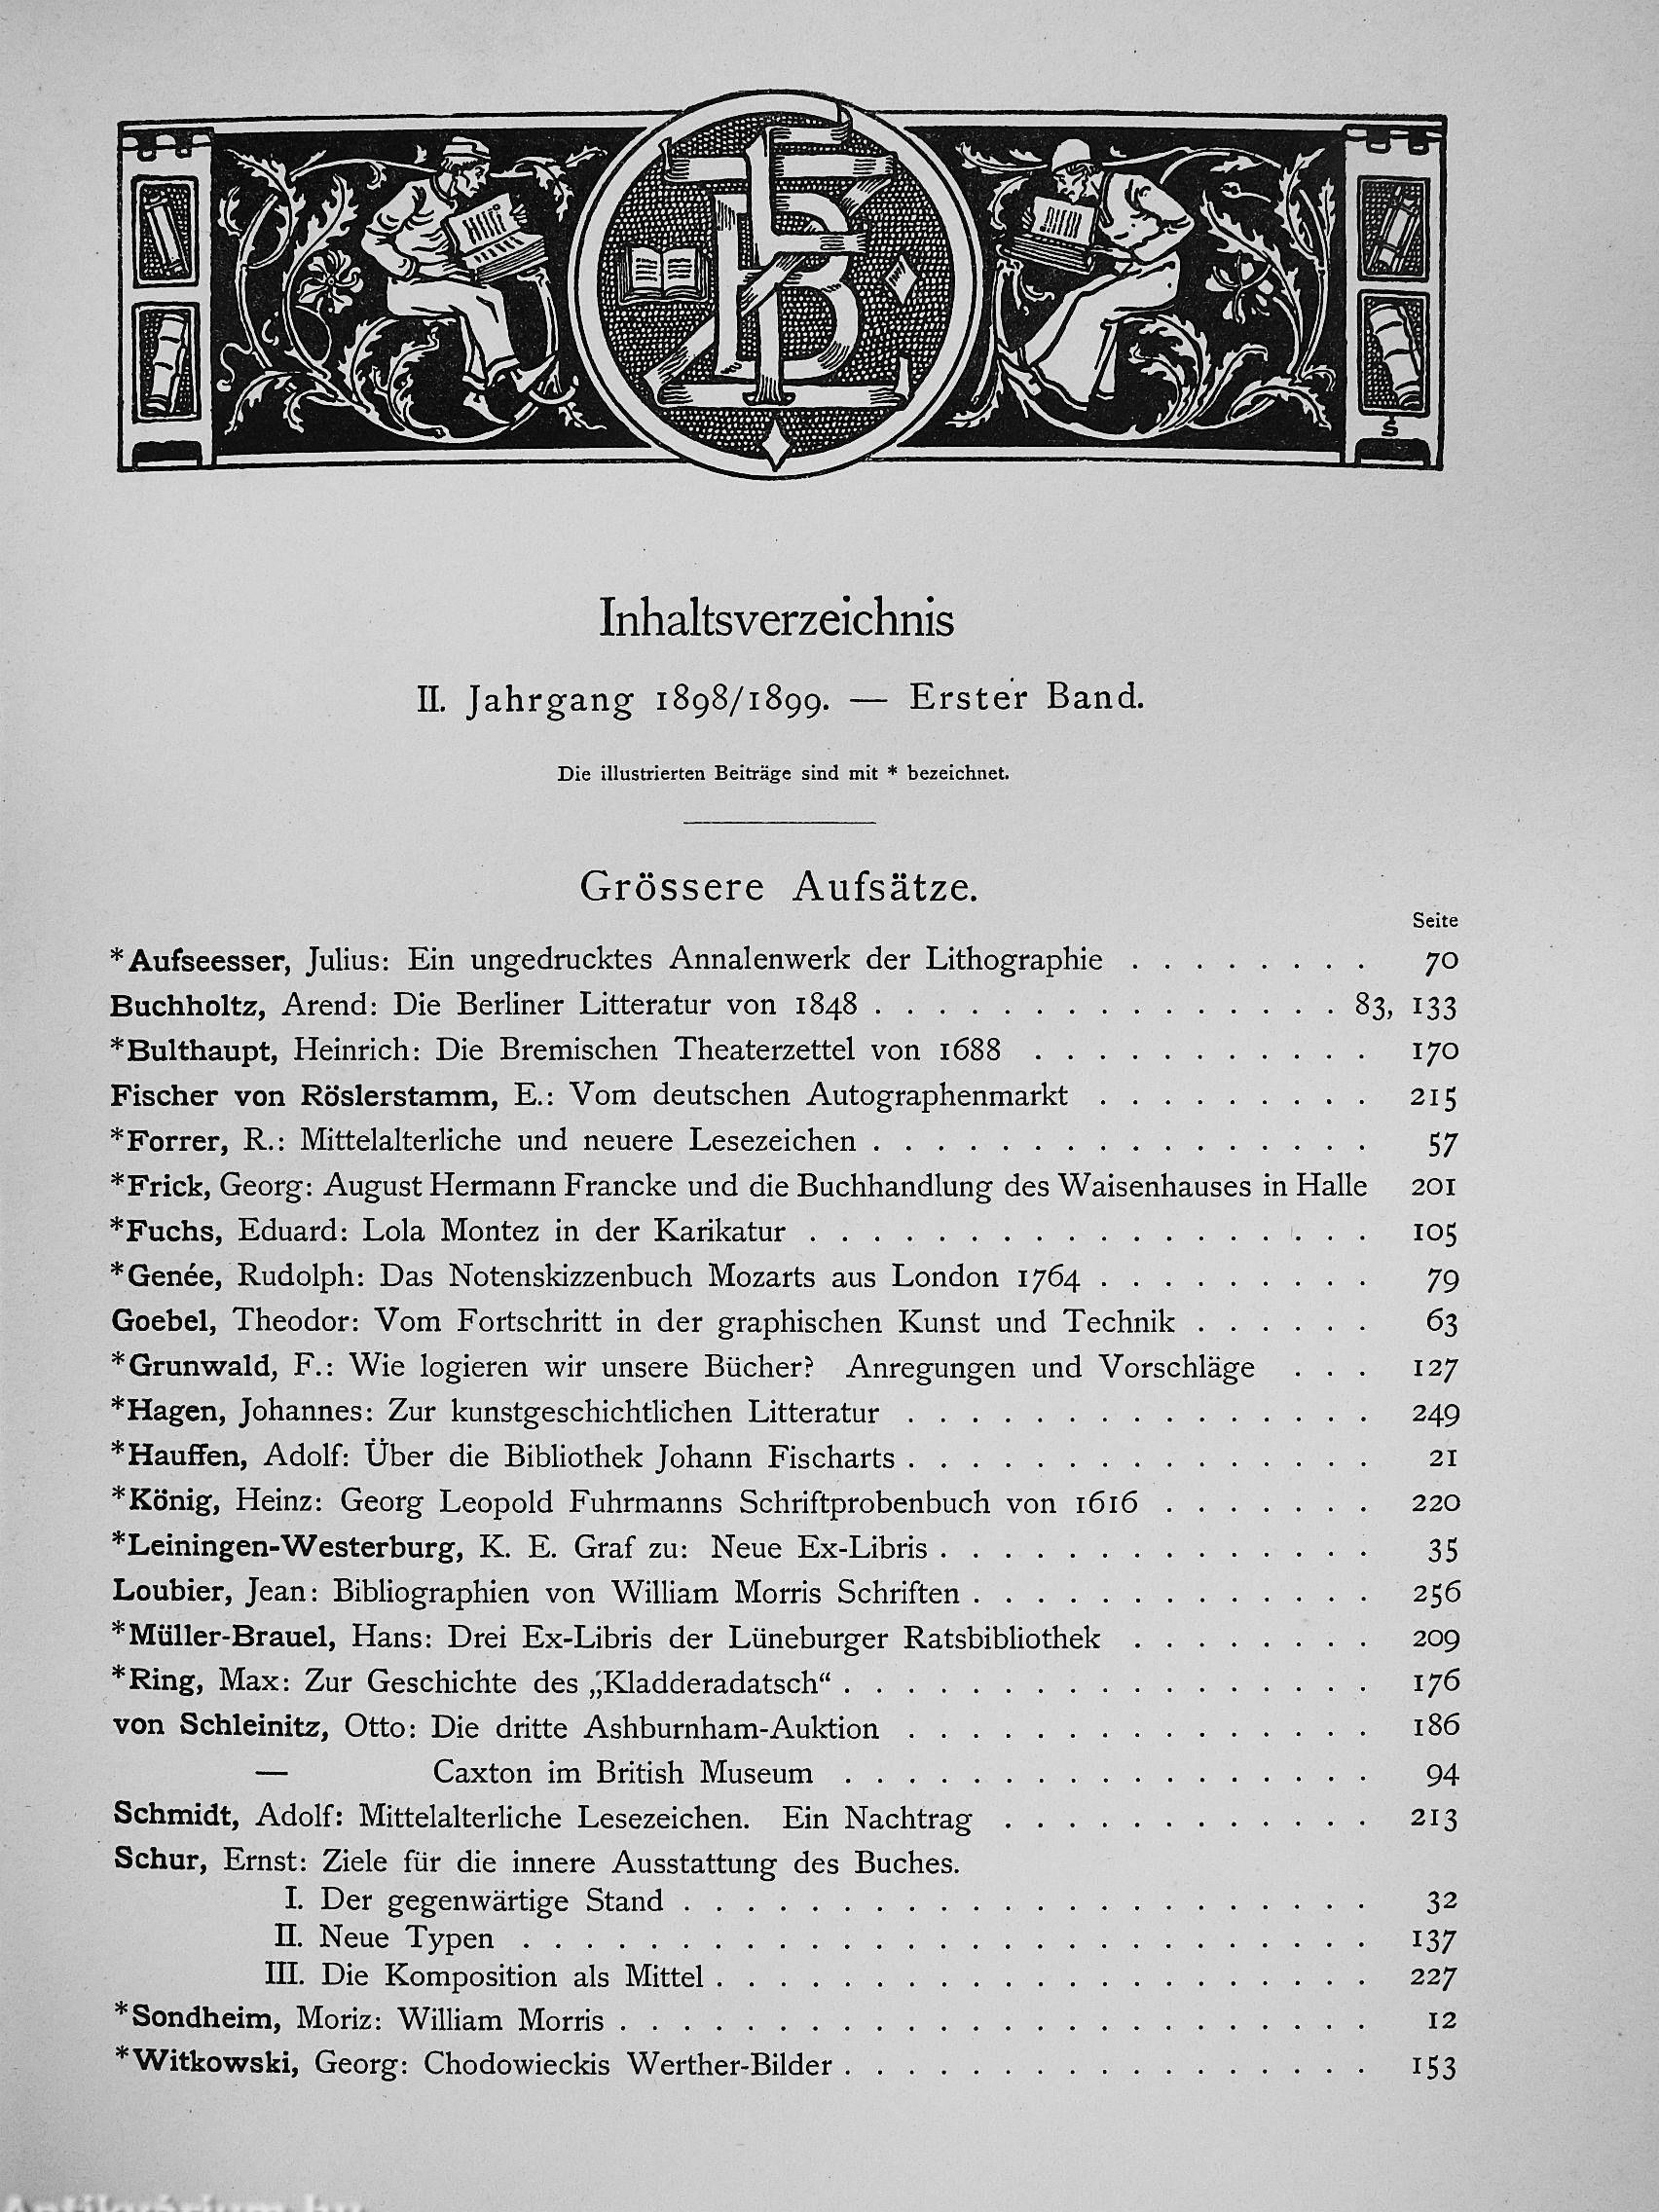 Inhaltsverzeichnis
II. Jahrgang 1898/1899. — Erster Band.
Die illustrierten Beiträge sind mit * bezeichnet.
Grössere Aufsätze.
Seite
*Aufseesser, Julius: Ein ungedrucktes Annalenwerk der Lithographie . . . . . . . . 70
Buchholtz, Arend: Die Berliner Litteratur von 1848 . . . . . . . . . . . . . . . 83, 133
*Bulthaupt, Heinrich: Die Bremischen Theaterzettel von 1688 . . . . . . . . . . . 170
Fischer von Röslerstamm, E.: Vom deutschen Autographenmarkt . . . . . . . . . 215
*Forrer, R.: Mittelalterliche und neuere Lesezeichen . . . . . . . . . . . . . . . . 57
*Frick, Georg: August Hermann Francke und die Buchhandlung des Waisenhauses in Halle 201
*Fuchs, Eduard: Lola Montez in der Karikatur . . . . . . . . . . . . . . . . . . 105
*Genée, Rudolph: Das Notenskizzenbuch Mozarts aus London 1764 . . . . . . . . . 79
Goebel, Theodor: Vom Fortschritt in der graphischen Kunst und Technik . . . . . . 63
*Grunwald, F.: Wie logieren wir unsere Bücher? Anregungen und Vorschläge . . . 127
*Hagen, Johannes: Zur kunstgeschichtlichen Litteratur . . . . . . . . . . . . . . . 249
*Hauffen, Adolf: Über die Bibliothek Johann Fischarts . . . . . . . . . . . . . . . 21
*König, Heinz: Georg Leopold Fuhrmanns Schriftprobenbuch von 1616 . . . . . . . 220
*Leiningen-Westerburg, K. E. Graf zu: Neue Ex-Libris . . . . . . . . . . . . . . 35
Loubier, Jean: Bibliographien von William Morris Schriften . . . . . . . . . . . . . 256
*Müller-Brauel, Hans: Drei Ex-Libris der Lüneburger Ratsbibliothek . . . . . . . . 209
*Ring, Max: Zur Geschichte des „Kladderadatsch“ . . . . . . . . . . . . . . . . . 176
von Schleinitz, Otto: Die dritte Ashburnham-Auktion . . . . . . . . . . . . . . . 186
— Caxton im British Museum . . . . . . . . . . . . . . . . . 94
Schmidt, Adolf: Mittelalterliche Lesezeichen. Ein Nachtrag . . . . . . . . . . . . 213
Schur, Ernst: Ziele für die innere Ausstattung des Buches.
I. Der gegenwärtige Stand . . . . . . . . . . . . . . . . . . . . . . 32
II. Neue Typen . . . . . . . . . . . . . . . . . . . . . . . . . . . 137
III. Die Komposition als Mittel . . . . . . . . . . . . . . . . . . . . . 227
*Sondheim, Moriz: William Morris . . . . . . . . . . . . . . . . . . . . . . . . 12
*Witkowski, Georg: Chodowieckis Werther-Bilder . . . . . . . . . . . . . . . . . 153